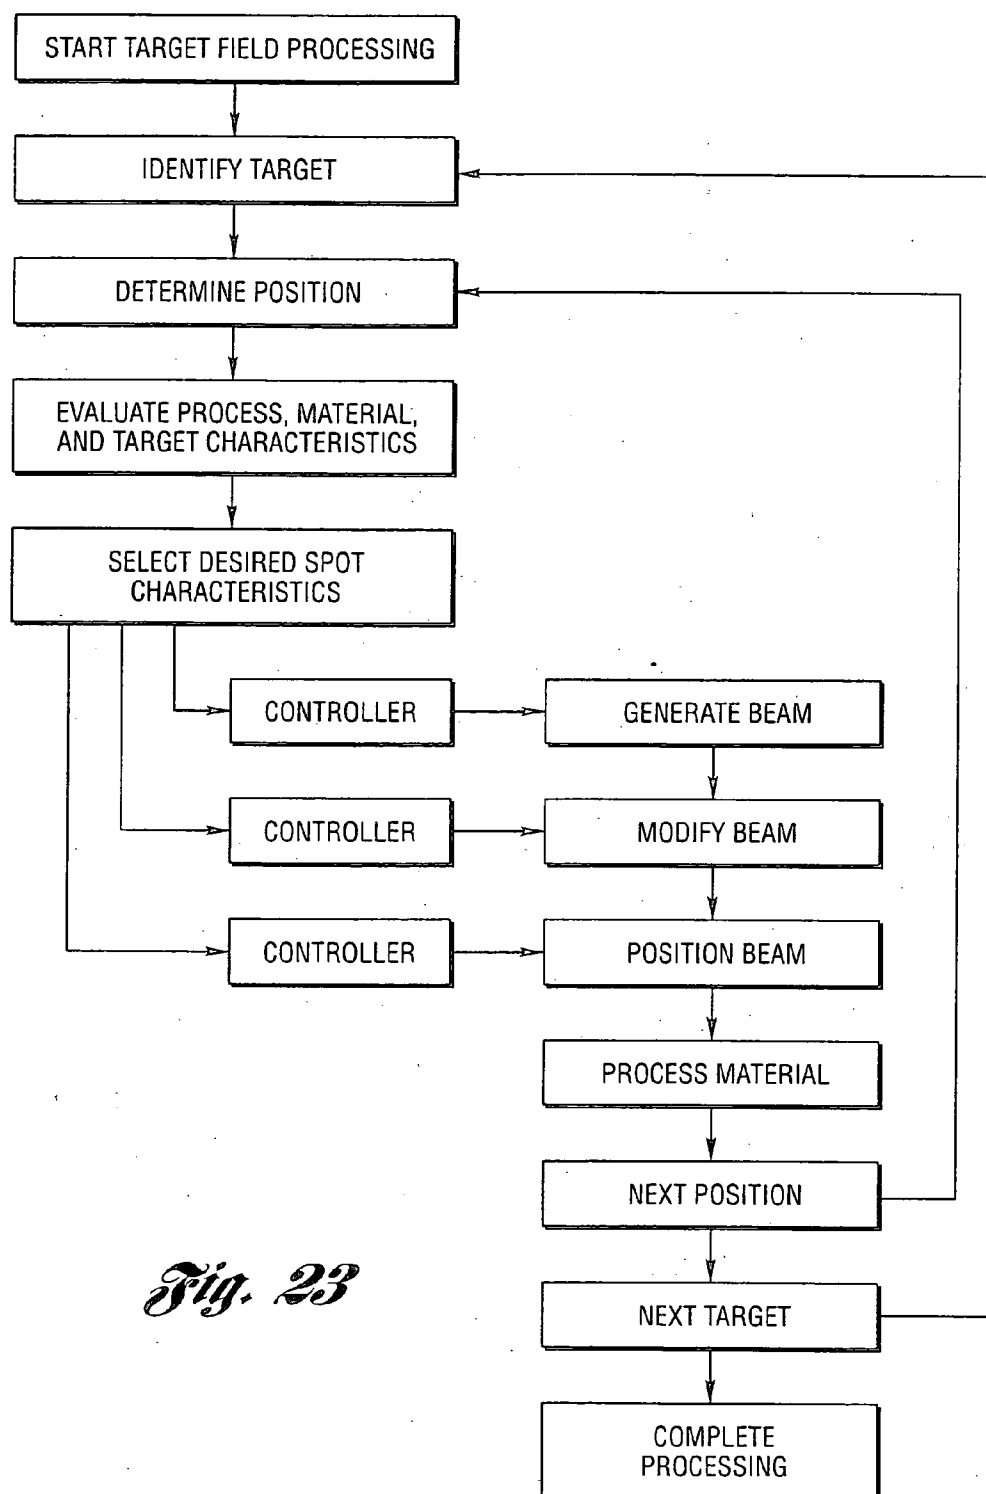 START TARGET FIELD PROCESSING
IDENTIFY TARGET
DETERMINE POSITION
EVALUATE PROCESS, MATERIAL,
AND TARGET CHARACTERISTICS
SELECT DESIRED SPOT
CHARACTERISTICS
CONTROLLER
GENERATE BEAM
CONTROLLER
MODIFY BEAM
CONTROLLER
POSITION BEAM
PROCESS MATERIAL
NEXT POSITION
NEXT TARGET
COMPLETE
PROCESSING
Fig. 23